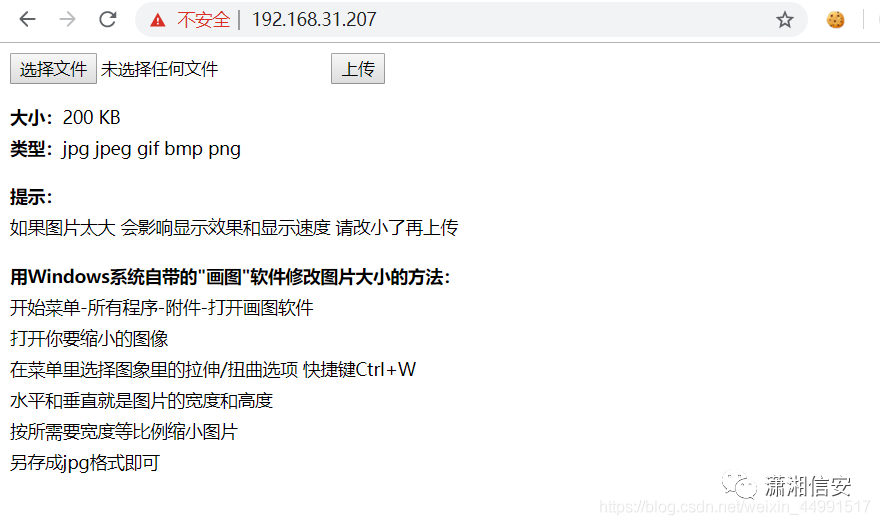 不安全 | 192.168.31.207
选择文件 未选择任何文件 上传
大小：200 KB
类型：jpg jpeg gif bmp png
提示：
如果图片太大 会影响显示效果和显示速度 请改小了再上传
用Windows系统自带的"画图"软件修改图片大小的方法：
开始菜单-所有程序-附件-打开画图软件
打开你要缩小的图像
在菜单里选择图象里的拉伸/扭曲选项 快捷键Ctrl+W
水平和垂直就是图片的宽度和高度
按所需要宽度等比例缩小图片
另存成jpg格式即可
潇湘信安
https://blog.csdn.net/weixin_44991517